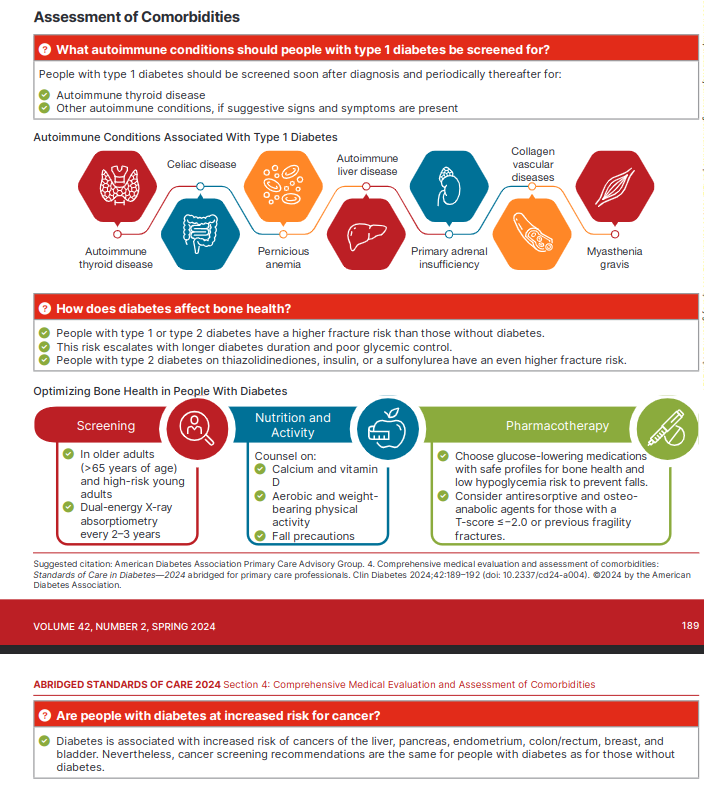 Assessment of Comorbidities
? What autoimmune conditions should people with type 1 diabetes be screened for?
People with type 1 diabetes should be screened soon after diagnosis and periodically thereafter for:
Autoimmune thyroid disease
Other autoimmune conditions, if suggestive signs and symptoms are present
Autoimmune Conditions Associated With Type 1 Diabetes
Autoimmune
thyroid disease
Celiac disease
Pernicious
anemia
Autoimmune
liver disease
Primary adrenal
insufficiency
Collagen
vascular
diseases
Myasthenia
gravis
? How does diabetes affect bone health?
People with type 1 or type 2 diabetes have a higher fracture risk than those without diabetes.
This risk escalates with longer diabetes duration and poor glycemic control.
People with type 2 diabetes on thiazolidinediones, insulin, or a sulfonylurea have an even higher fracture risk.
Optimizing Bone Health in People With Diabetes
Screening
In older adults
(>65 years of age)
and high-risk young
adults
Dual-energy X-ray
absorptiometry
every 2–3 years
Nutrition and
Activity
Counsel on:
Calcium and vitamin
D
Aerobic and weight-
bearing physical
activity
Fall precautions
Pharmacotherapy
Choose glucose-lowering medications
with safe profiles for bone health and
low hypoglycemia risk to prevent falls.
Consider antiresorptive and osteo-
anabolic agents for those with a
T-score ≤−2.0 or previous fragility
fractures.
Suggested citation: American Diabetes Association Primary Care Advisory Group. 4. Comprehensive medical evaluation and assessment of comorbidities:
Standards of Care in Diabetes—2024 abridged for primary care professionals. Clin Diabetes 2024;42:189–192 (doi: 10.2337/cd24-a004). ©2024 by the American
Diabetes Association.
VOLUME 42, NUMBER 2, SPRING 2024
189
ABRIDGED STANDARDS OF CARE 2024 Section 4: Comprehensive Medical Evaluation and Assessment of Comorbidities
? Are people with diabetes at increased risk for cancer?
Diabetes is associated with increased risk of cancers of the liver, pancreas, endometrium, colon/rectum, breast, and
bladder. Nevertheless, cancer screening recommendations are the same for people with diabetes as for those without
diabetes.